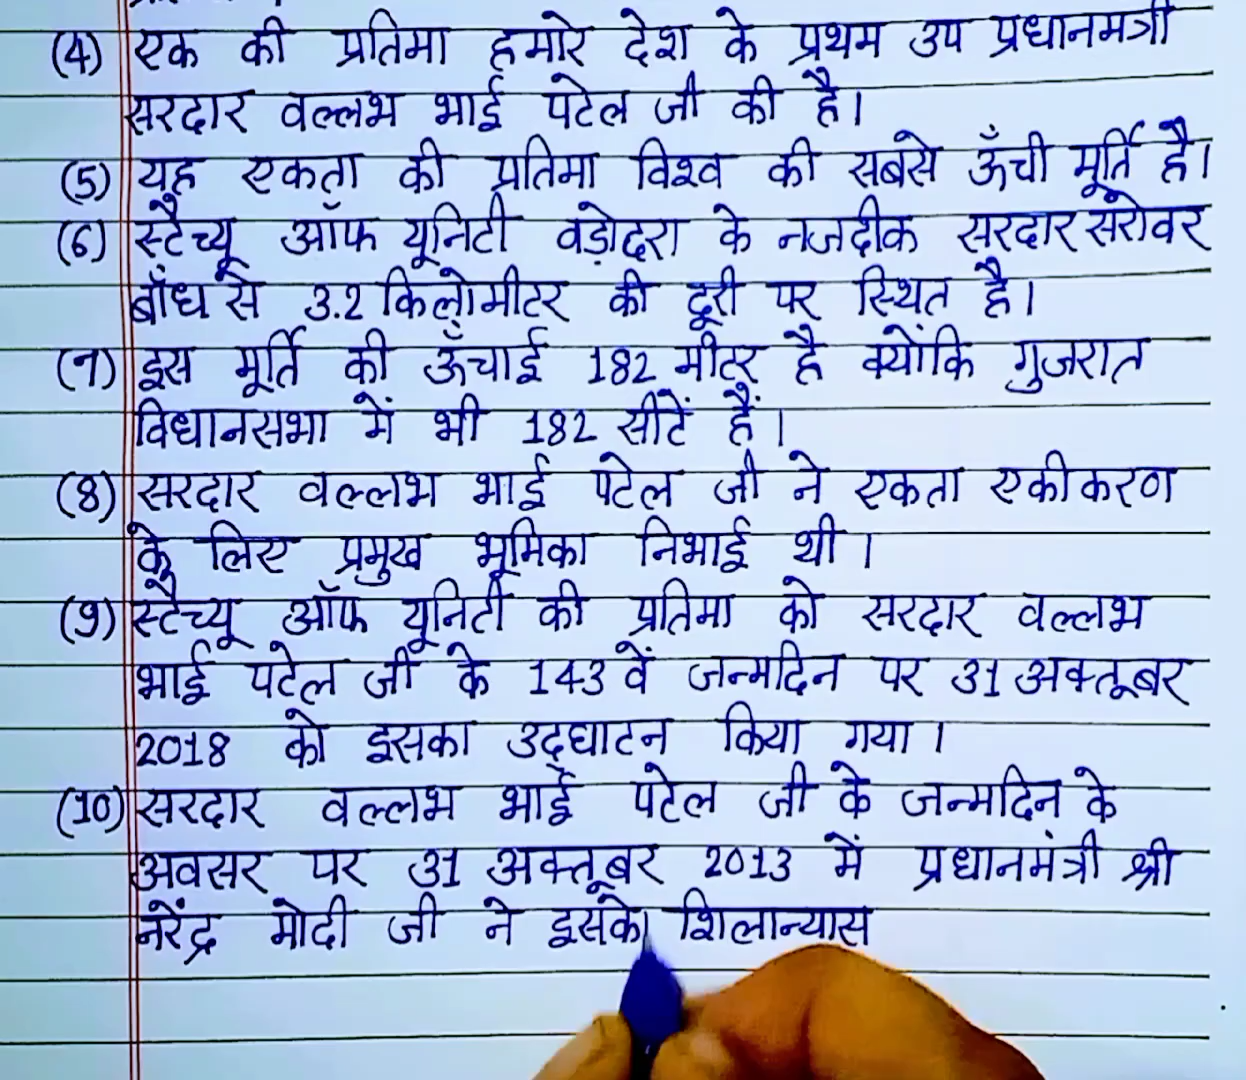 (4) एक की प्रतिमा हमारे देश के प्रथम उप प्रधानमंत्री
सरदार वल्लभ भाई पटेल जी की है।
(5) यह एकता की प्रतिमा विश्व की सबसे ऊँची मूर्ति है।
(6) स्टैच्यू ऑफ यूनिटी वड़ोदरा के नजदीक सरदार सरोवर
बाँध से 3.2 किलोमीटर की दूरी पर स्थित है।
(7) इस मूर्ति की ऊँचाई 182 मीटर है क्योंकि गुजरात
विधानसभा में भी 182 सीटें हैं।
(8) सरदार वल्लभ भाई पटेल जी ने एकता एकीकरण
के लिए प्रमुख भूमिका निभाई थी।
(9) स्टैच्यू ऑफ यूनिटी की प्रतिमा को सरदार वल्लभ
भाई पटेल जी के 143 वें जन्मदिन पर 31 अक्तूबर
2018 को इसका उद्घाटन किया गया।
(10) सरदार वल्लभ भाई पटेल जी के जन्मदिन के
अवसर पर 31 अक्तूबर 2013 में प्रधानमंत्री श्री
नरेंद्र मोदी जी ने इसके शिलान्यास